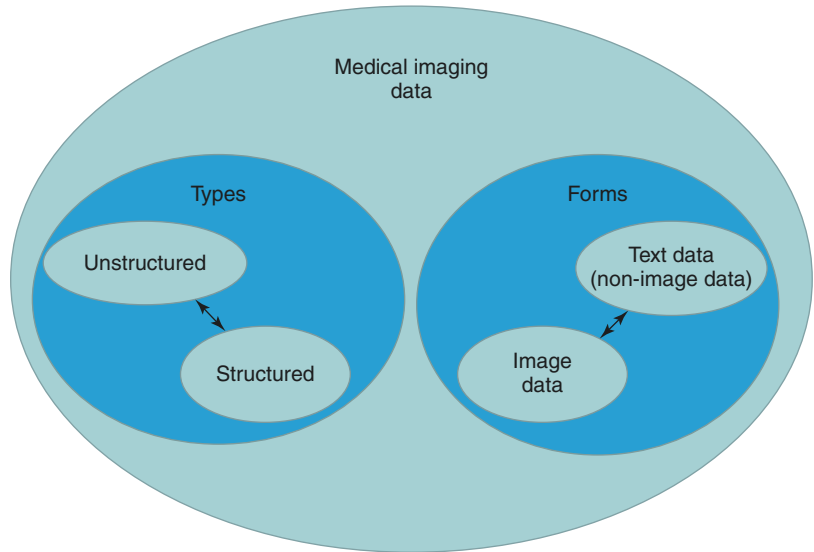 Medical imaging
data
Types
Unstructured
Structured
Forms
Text data
(non-image data)
Image
data